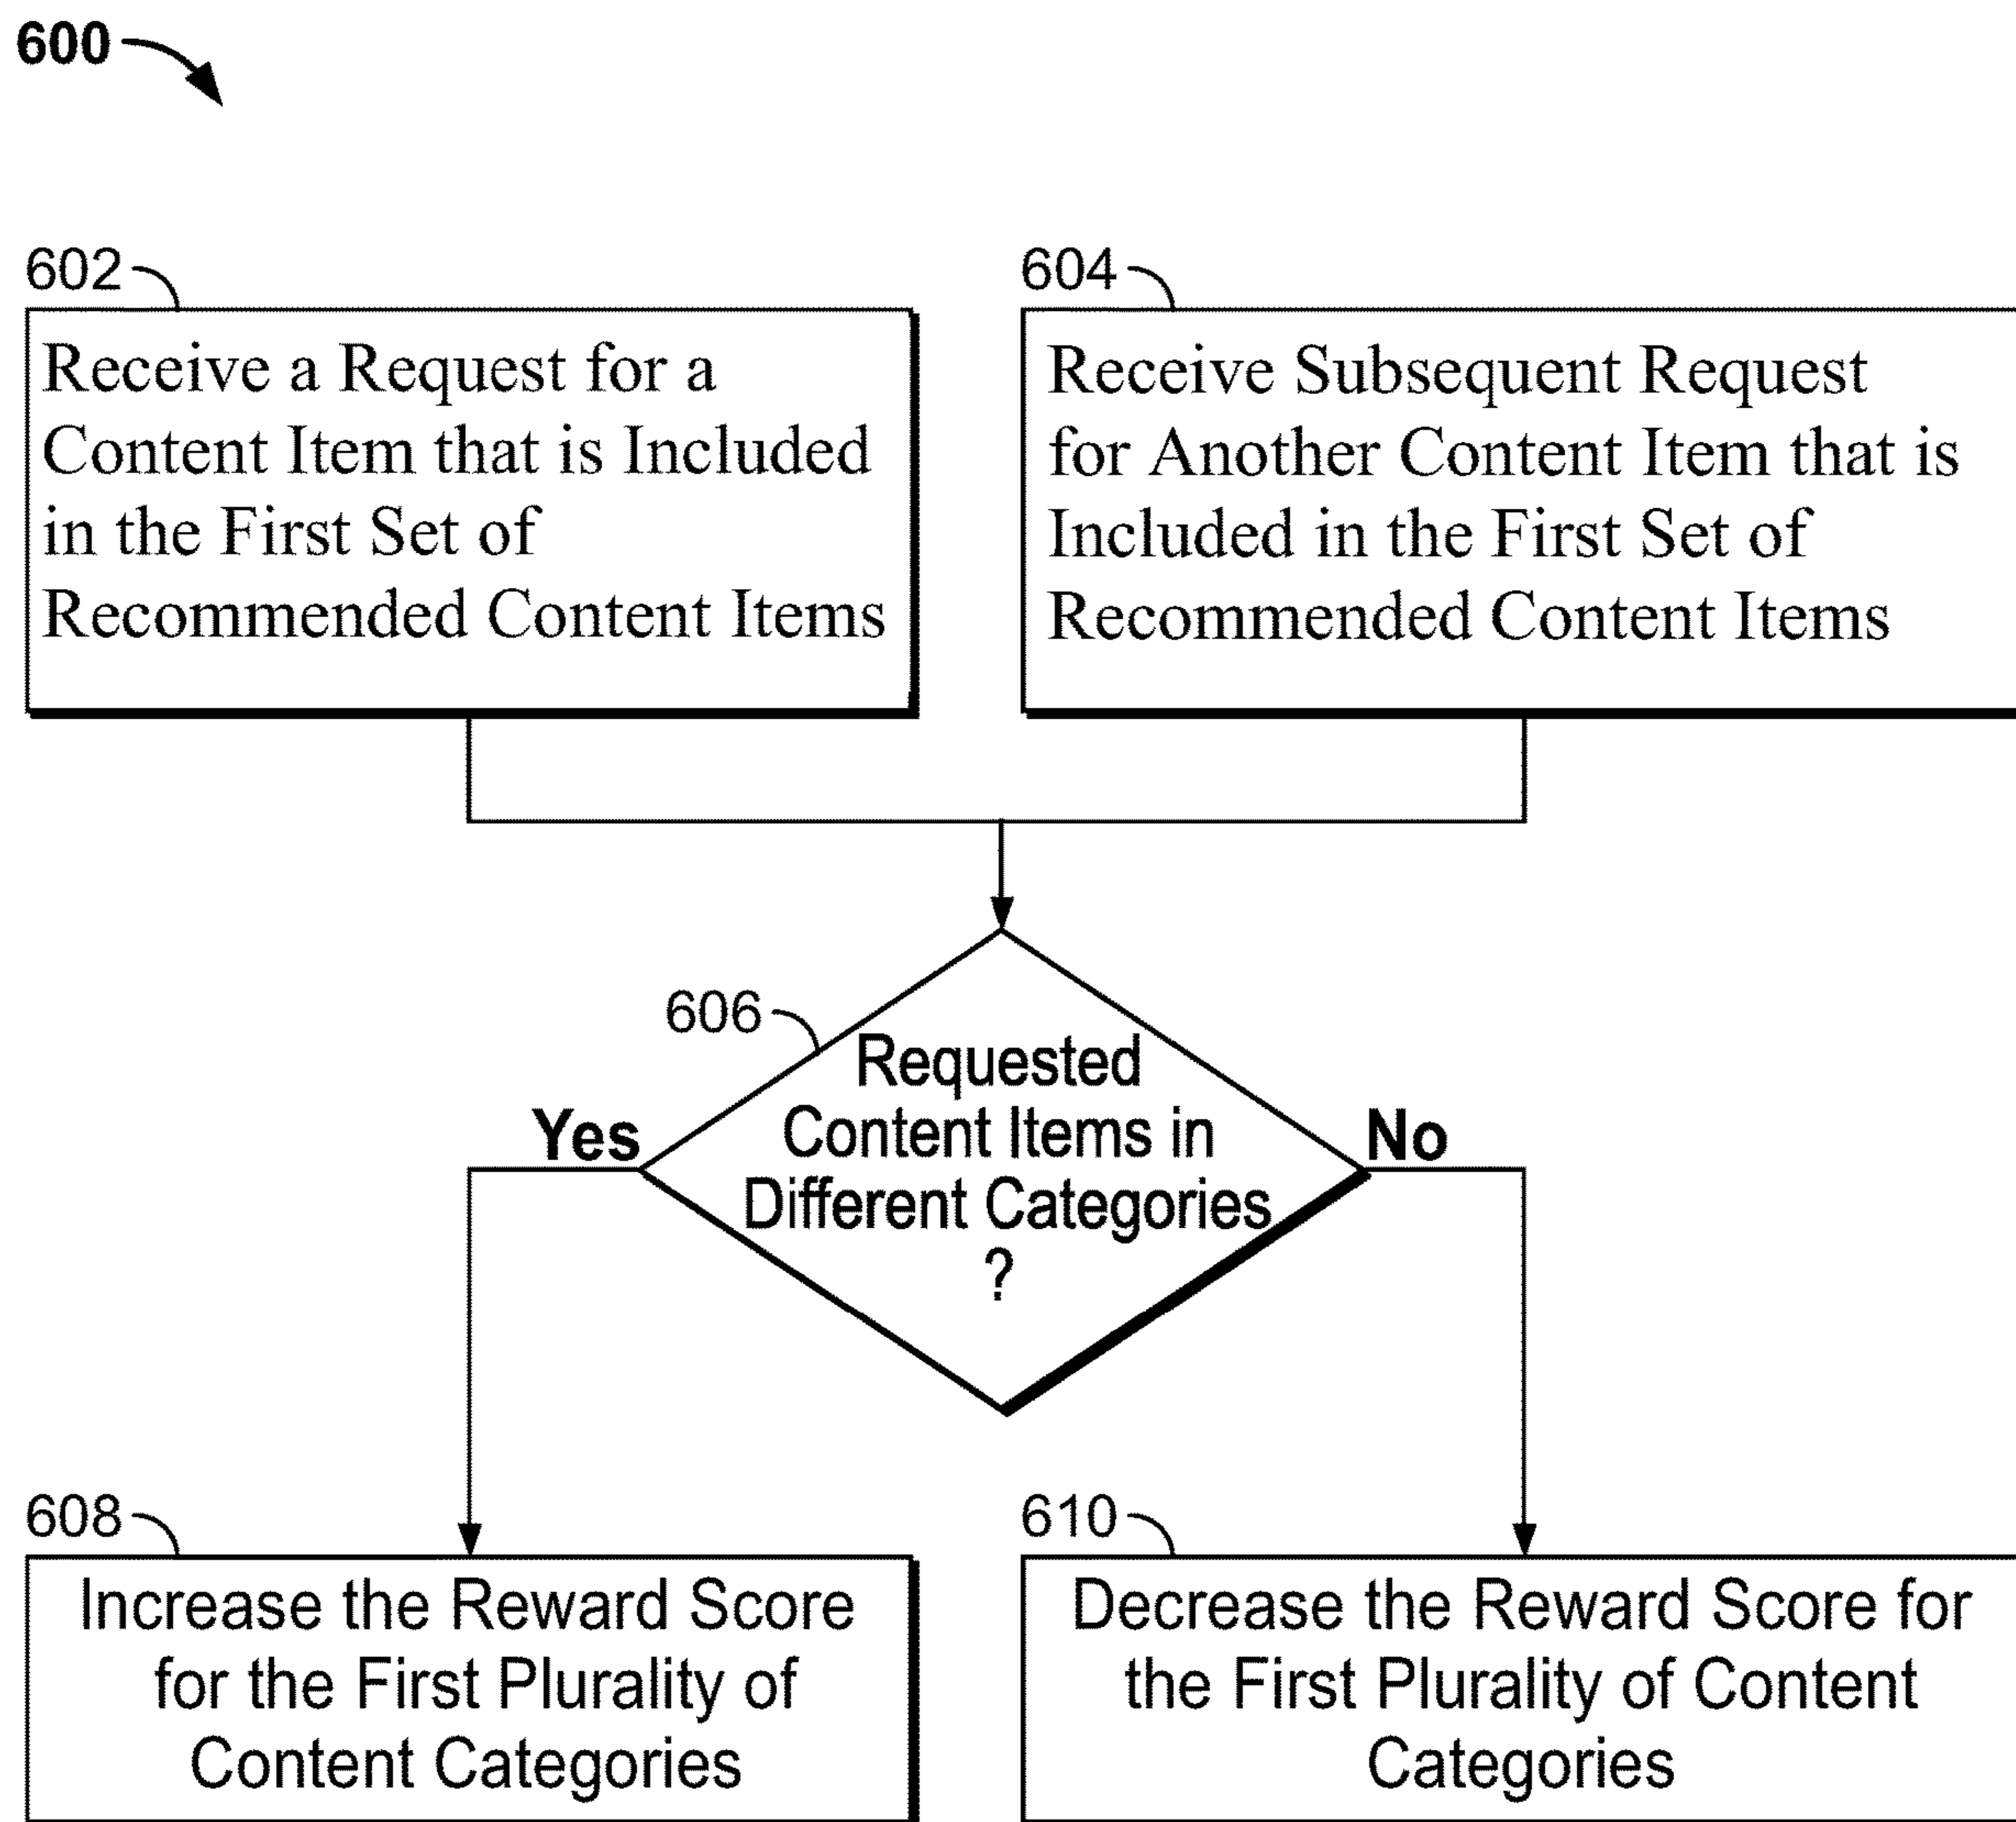 600
602
Receive a Request for a
Content Item that is Included
in the First Set of
Recommended Content Items
604
Receive Subsequent Request
for Another Content Item that is
Included in the First Set of
Recommended Content Items
606
Requested
Content Items in
Different Categories
?
Yes
No
608
Increase the Reward Score
for the First Plurality of
Content Categories
610
Decrease the Reward Score for
the First Plurality of Content
Categories